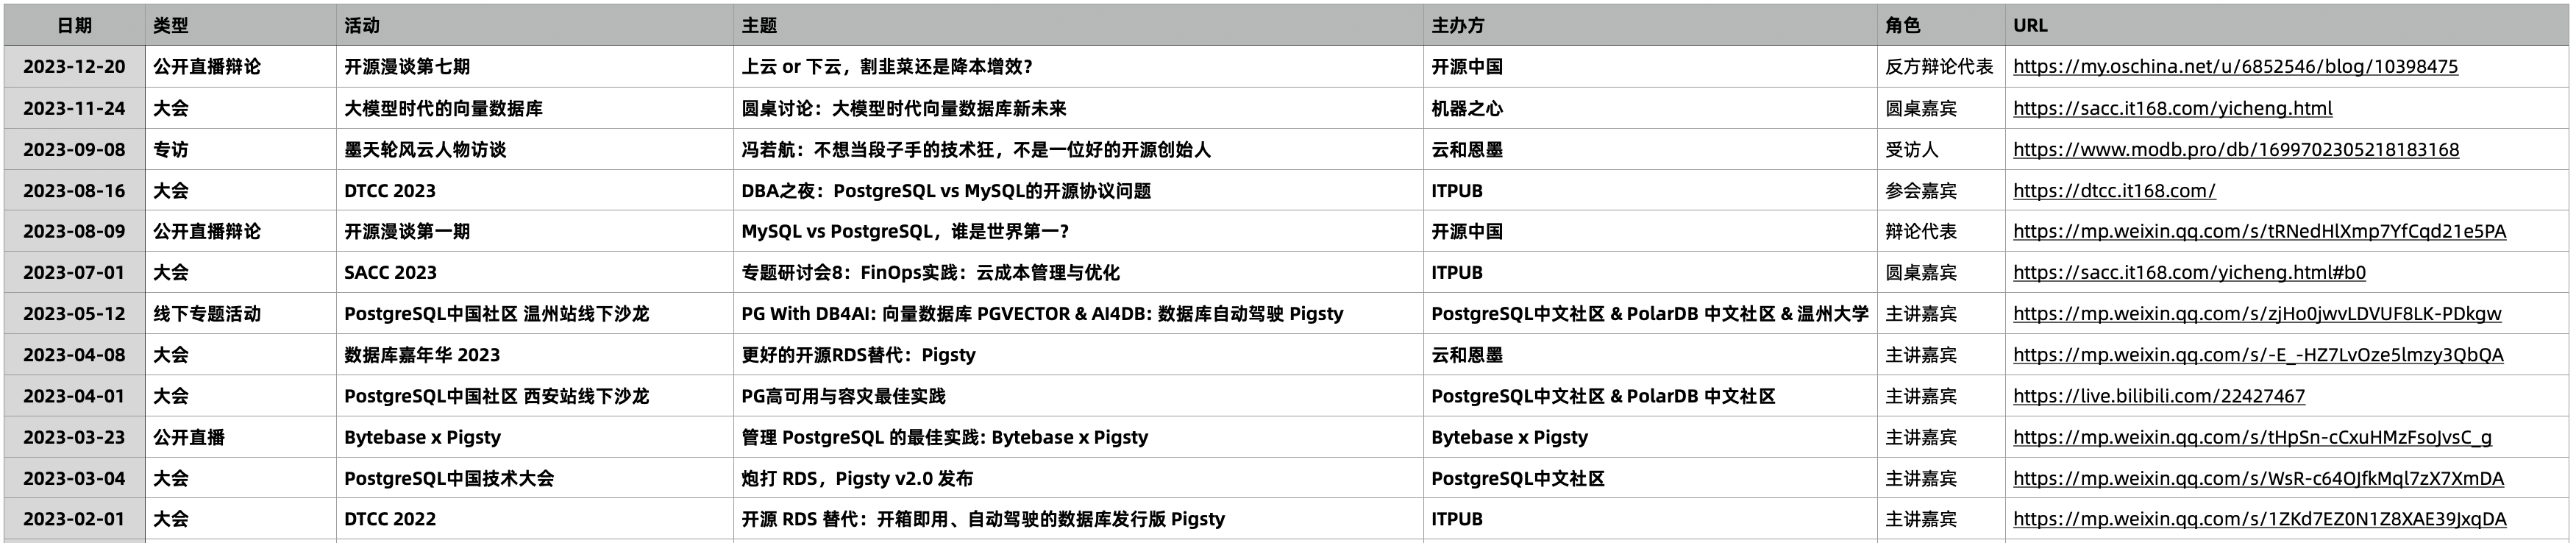 日期 类型 活动 主题 主办方 角色 URL
2023-12-20 公开直播辩论 开源漫谈第七期 上云 or 下云，割韭菜还是降本增效？ 开源中国 反方辩论代表 https://my.oschina.net/u/6852546/blog/10398475
2023-11-24 大会 大模型时代的向量数据库 圆桌讨论：大模型时代向量数据库新未来 机器之心 圆桌嘉宾 https://sacc.it168.com/yicheng.html
2023-09-08 专访 墨天轮风云人物访谈 冯若航：不想当段子手的技术狂，不是一位好的开源创始人 云和恩墨 受访人 https://www.modb.pro/db/1699702305218183168
2023-08-16 大会 DTCC 2023 DBA之夜：PostgreSQL vs MySQL的开源协议问题 ITPUB 参会嘉宾 https://dtcc.it168.com/
2023-08-09 公开直播辩论 开源漫谈第一期 MySQL vs PostgreSQL，谁是世界第一？ 开源中国 辩论代表 https://mp.weixin.qq.com/s/tRNedHlXmp7YfCqd21e5PA
2023-07-01 大会 SACC 2023 专题研讨会8：FinOps实践：云成本管理与优化 ITPUB 圆桌嘉宾 https://sacc.it168.com/yicheng.html#b0
2023-05-12 线下专题活动 PostgreSQL中国社区 温州站线下沙龙 PG With DB4AI: 向量数据库 PGVECTOR & AI4DB: 数据库自动驾驶 Pigsty PostgreSQL中文社区 & PolarDB 中文社区 & 温州大学 主讲嘉宾 https://mp.weixin.qq.com/s/zjHo0jwvLDVUF8LK-PDkgw
2023-04-08 大会 数据库嘉年华 2023 更好的开源RDS替代：Pigsty 云和恩墨 主讲嘉宾 https://mp.weixin.qq.com/s/-E_-HZ7LvOze5lmzy3QbQA
2023-04-01 大会 PostgreSQL中国社区 西安站线下沙龙 PG高可用与容灾最佳实践 PostgreSQL中文社区 & PolarDB 中文社区 主讲嘉宾 https://live.bilibili.com/22427467
2023-03-23 公开直播 Bytebase x Pigsty 管理 PostgreSQL 的最佳实践: Bytebase x Pigsty Bytebase x Pigsty 主讲嘉宾 https://mp.weixin.qq.com/s/tHpSn-cCxuHMzFsoJvsC_g
2023-03-04 大会 PostgreSQL中国技术大会 炮打 RDS，Pigsty v2.0 发布 PostgreSQL中文社区 主讲嘉宾 https://mp.weixin.qq.com/s/WsR-c64OJfkMql7zX7XmDA
2023-02-01 大会 DTCC 2022 开源 RDS 替代：开箱即用、自动驾驶的数据库发行版 Pigsty ITPUB 主讲嘉宾 https://mp.weixin.qq.com/s/1ZKd7EZ0N1Z8XAE39JxqDA